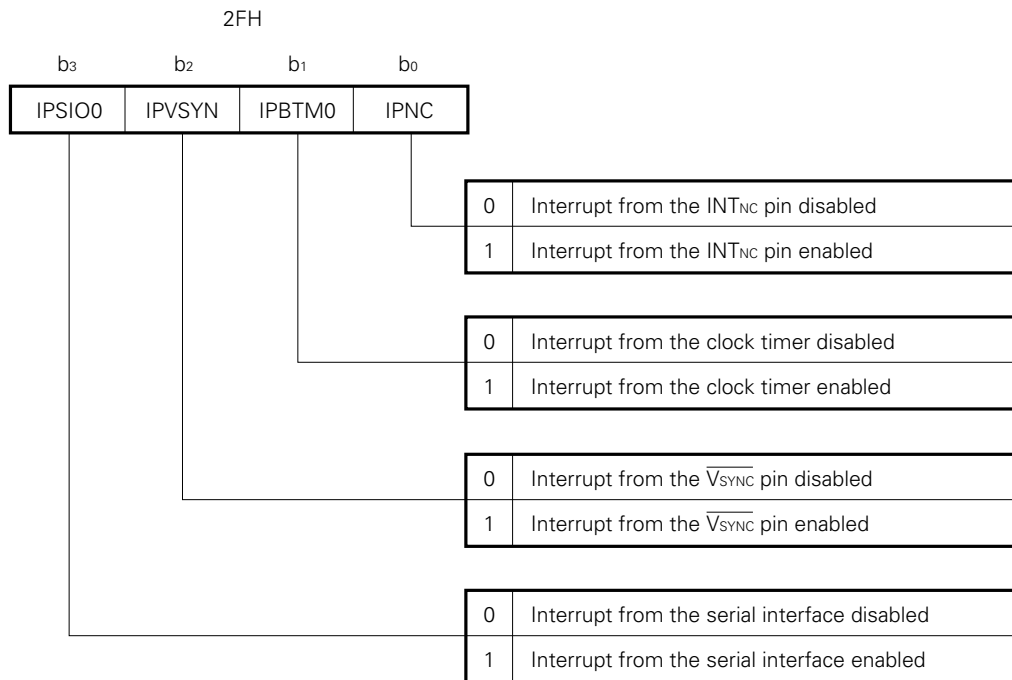 2FH
b3 b2 b1 b0
IPSIO0 IPVSYN IPBTM0 IPNC
0 Interrupt from the INTNC pin disabled
1 Interrupt from the INTNC pin enabled
0 Interrupt from the clock timer disabled
1 Interrupt from the clock timer enabled
0 Interrupt from the V̅S̅Y̅N̅C̅ pin disabled
1 Interrupt from the V̅S̅Y̅N̅C̅ pin enabled
0 Interrupt from the serial interface disabled
1 Interrupt from the serial interface enabled